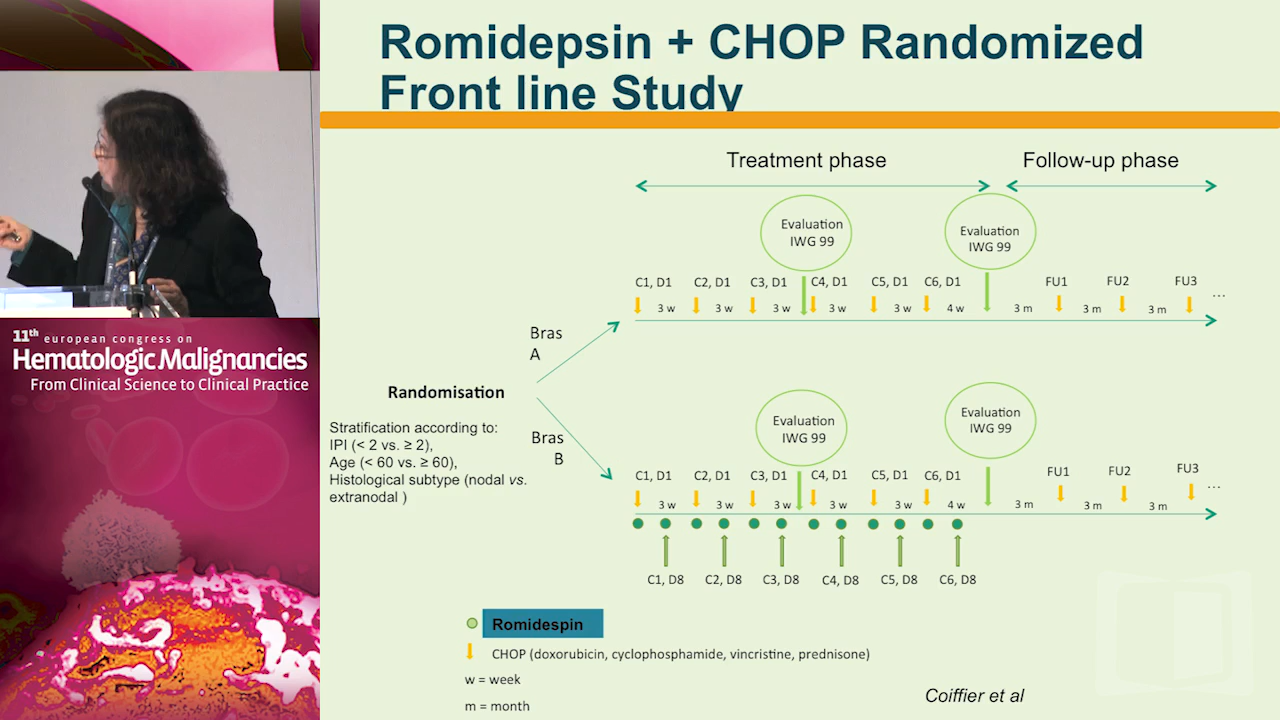 Romidepsin + CHOP Randomized
Front line Study
Treatment phase
Follow-up phase
Evaluation
IWG 99
Evaluation
IWG 99
C1, D1 C2, D1 C3, D1 C4, D1 C5, D1 C6, D1 FU1 FU2 FU3
3 w 3 w 3 w 3 w 3 w 4 w 3 m 3 m 3 m ...
Bras
A
Randomisation
Stratification according to:
IPI (< 2 vs. ≥ 2),
Age (< 60 vs. ≥ 60),
Histological subtype (nodal vs.
extranodal )
Bras
B
Evaluation
IWG 99
Evaluation
IWG 99
C1, D1 C2, D1 C3, D1 C4, D1 C5, D1 C6, D1 FU1 FU2 FU3
3 w 3 w 3 w 3 w 3 w 4 w 3 m 3 m 3 m ...
C1, D8 C2, D8 C3, D8 C4, D8 C5, D8 C6, D8
Romidespin
CHOP (doxorubicin, cyclophosphamide, vincristine, prednisone)
w = week
m = month
Coiffier et al
11th european congress on
Hematologic Malignancies
From Clinical Science to Clinical Practice